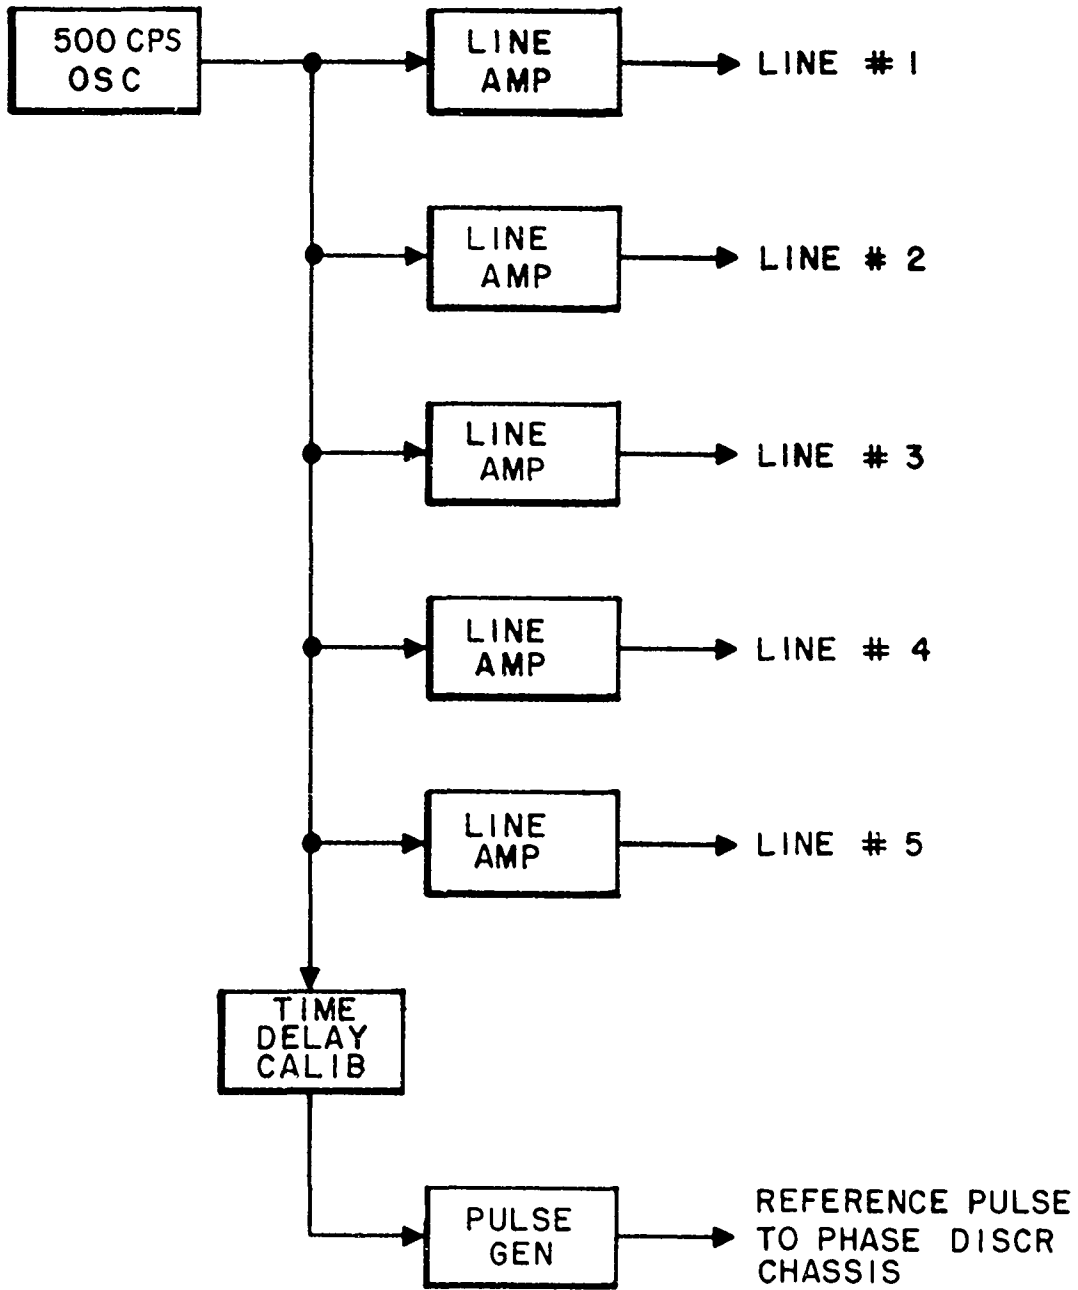 500 CPS
OSC
LINE
AMP
LINE # 1
LINE
AMP
LINE # 2
LINE
AMP
LINE # 3
LINE
AMP
LINE # 4
LINE
AMP
LINE # 5
TIME
DELAY
CALIB
PULSE
GEN
REFERENCE PULSE
TO PHASE DISCR
CHASSIS